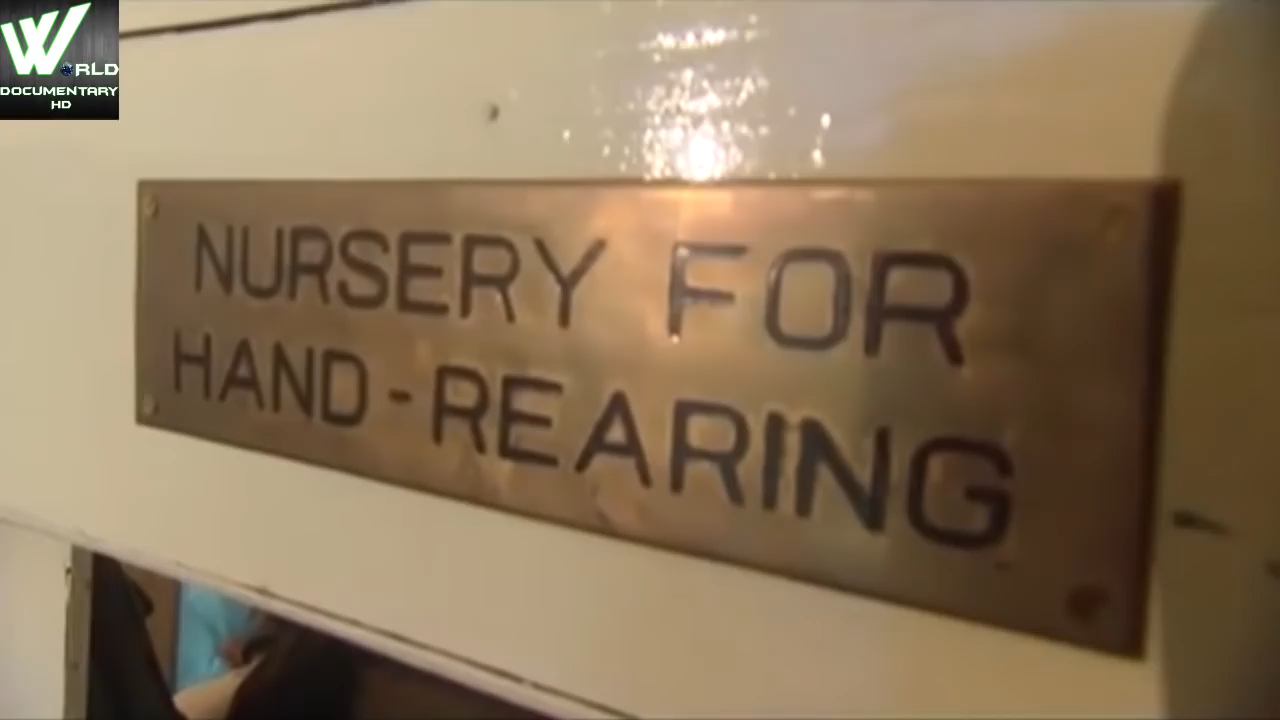 WORLD
DOCUMENTARY
HD
NURSERY FOR
HAND-REARING